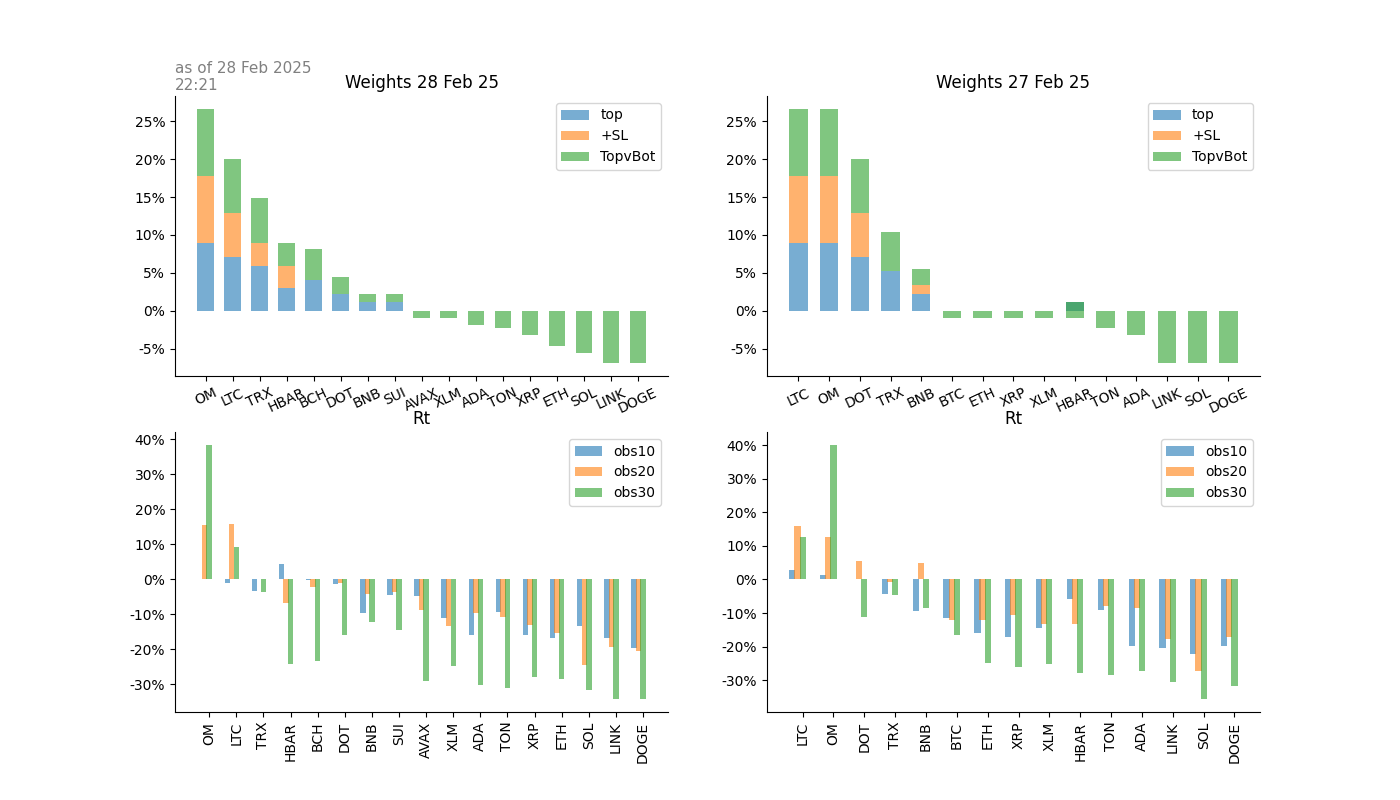 as of 28 Feb 2025
22:21
Weights 28 Feb 25
top
+SL
TopvBot
25%
20%
15%
10%
5%
0%
-5%
OM LTC TRX HBAR BCH DOT BNB SUI AVAX XLM ADA TON XRP ETH SOL LINK DOGE
Weights 27 Feb 25
top
+SL
TopvBot
25%
20%
15%
10%
5%
0%
-5%
LTC OM DOT TRX BNB BTC ETH XRP XLM HBAR TON ADA LINK SOL DOGE
Rt
obs10
obs20
obs30
40%
30%
20%
10%
0%
-10%
-20%
-30%
OM LTC TRX HBAR BCH DOT BNB SUI AVAX XLM ADA TON XRP ETH SOL LINK DOGE
Rt
obs10
obs20
obs30
40%
30%
20%
10%
0%
-10%
-20%
-30%
LTC OM DOT TRX BNB BTC ETH XRP XLM HBAR TON ADA LINK SOL DOGE